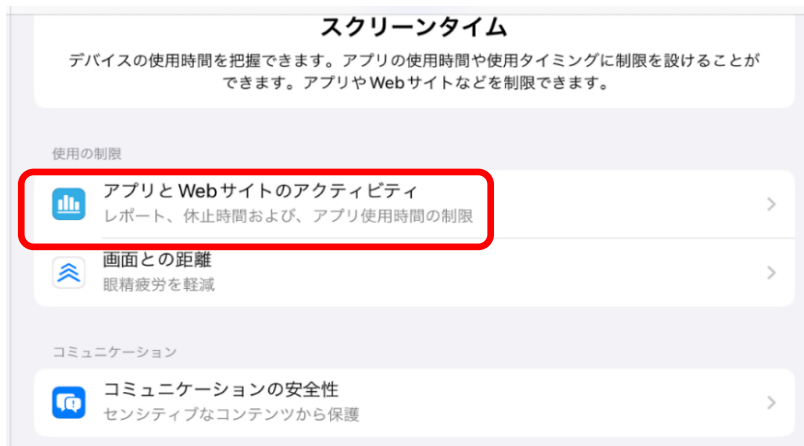 スクリーンタイム
デバイスの使用時間を把握できます。アプリの使用時間や使用タイミングに制限を設けることが
できます。アプリやWebサイトなどを制限できます。
使用の制限
アプリとWebサイトのアクティビティ
レポート、休止時間および、アプリ使用時間の制限
画面との距離
眼精疲労を軽減
コミュニケーション
コミュニケーションの安全性
センシティブなコンテンツから保護